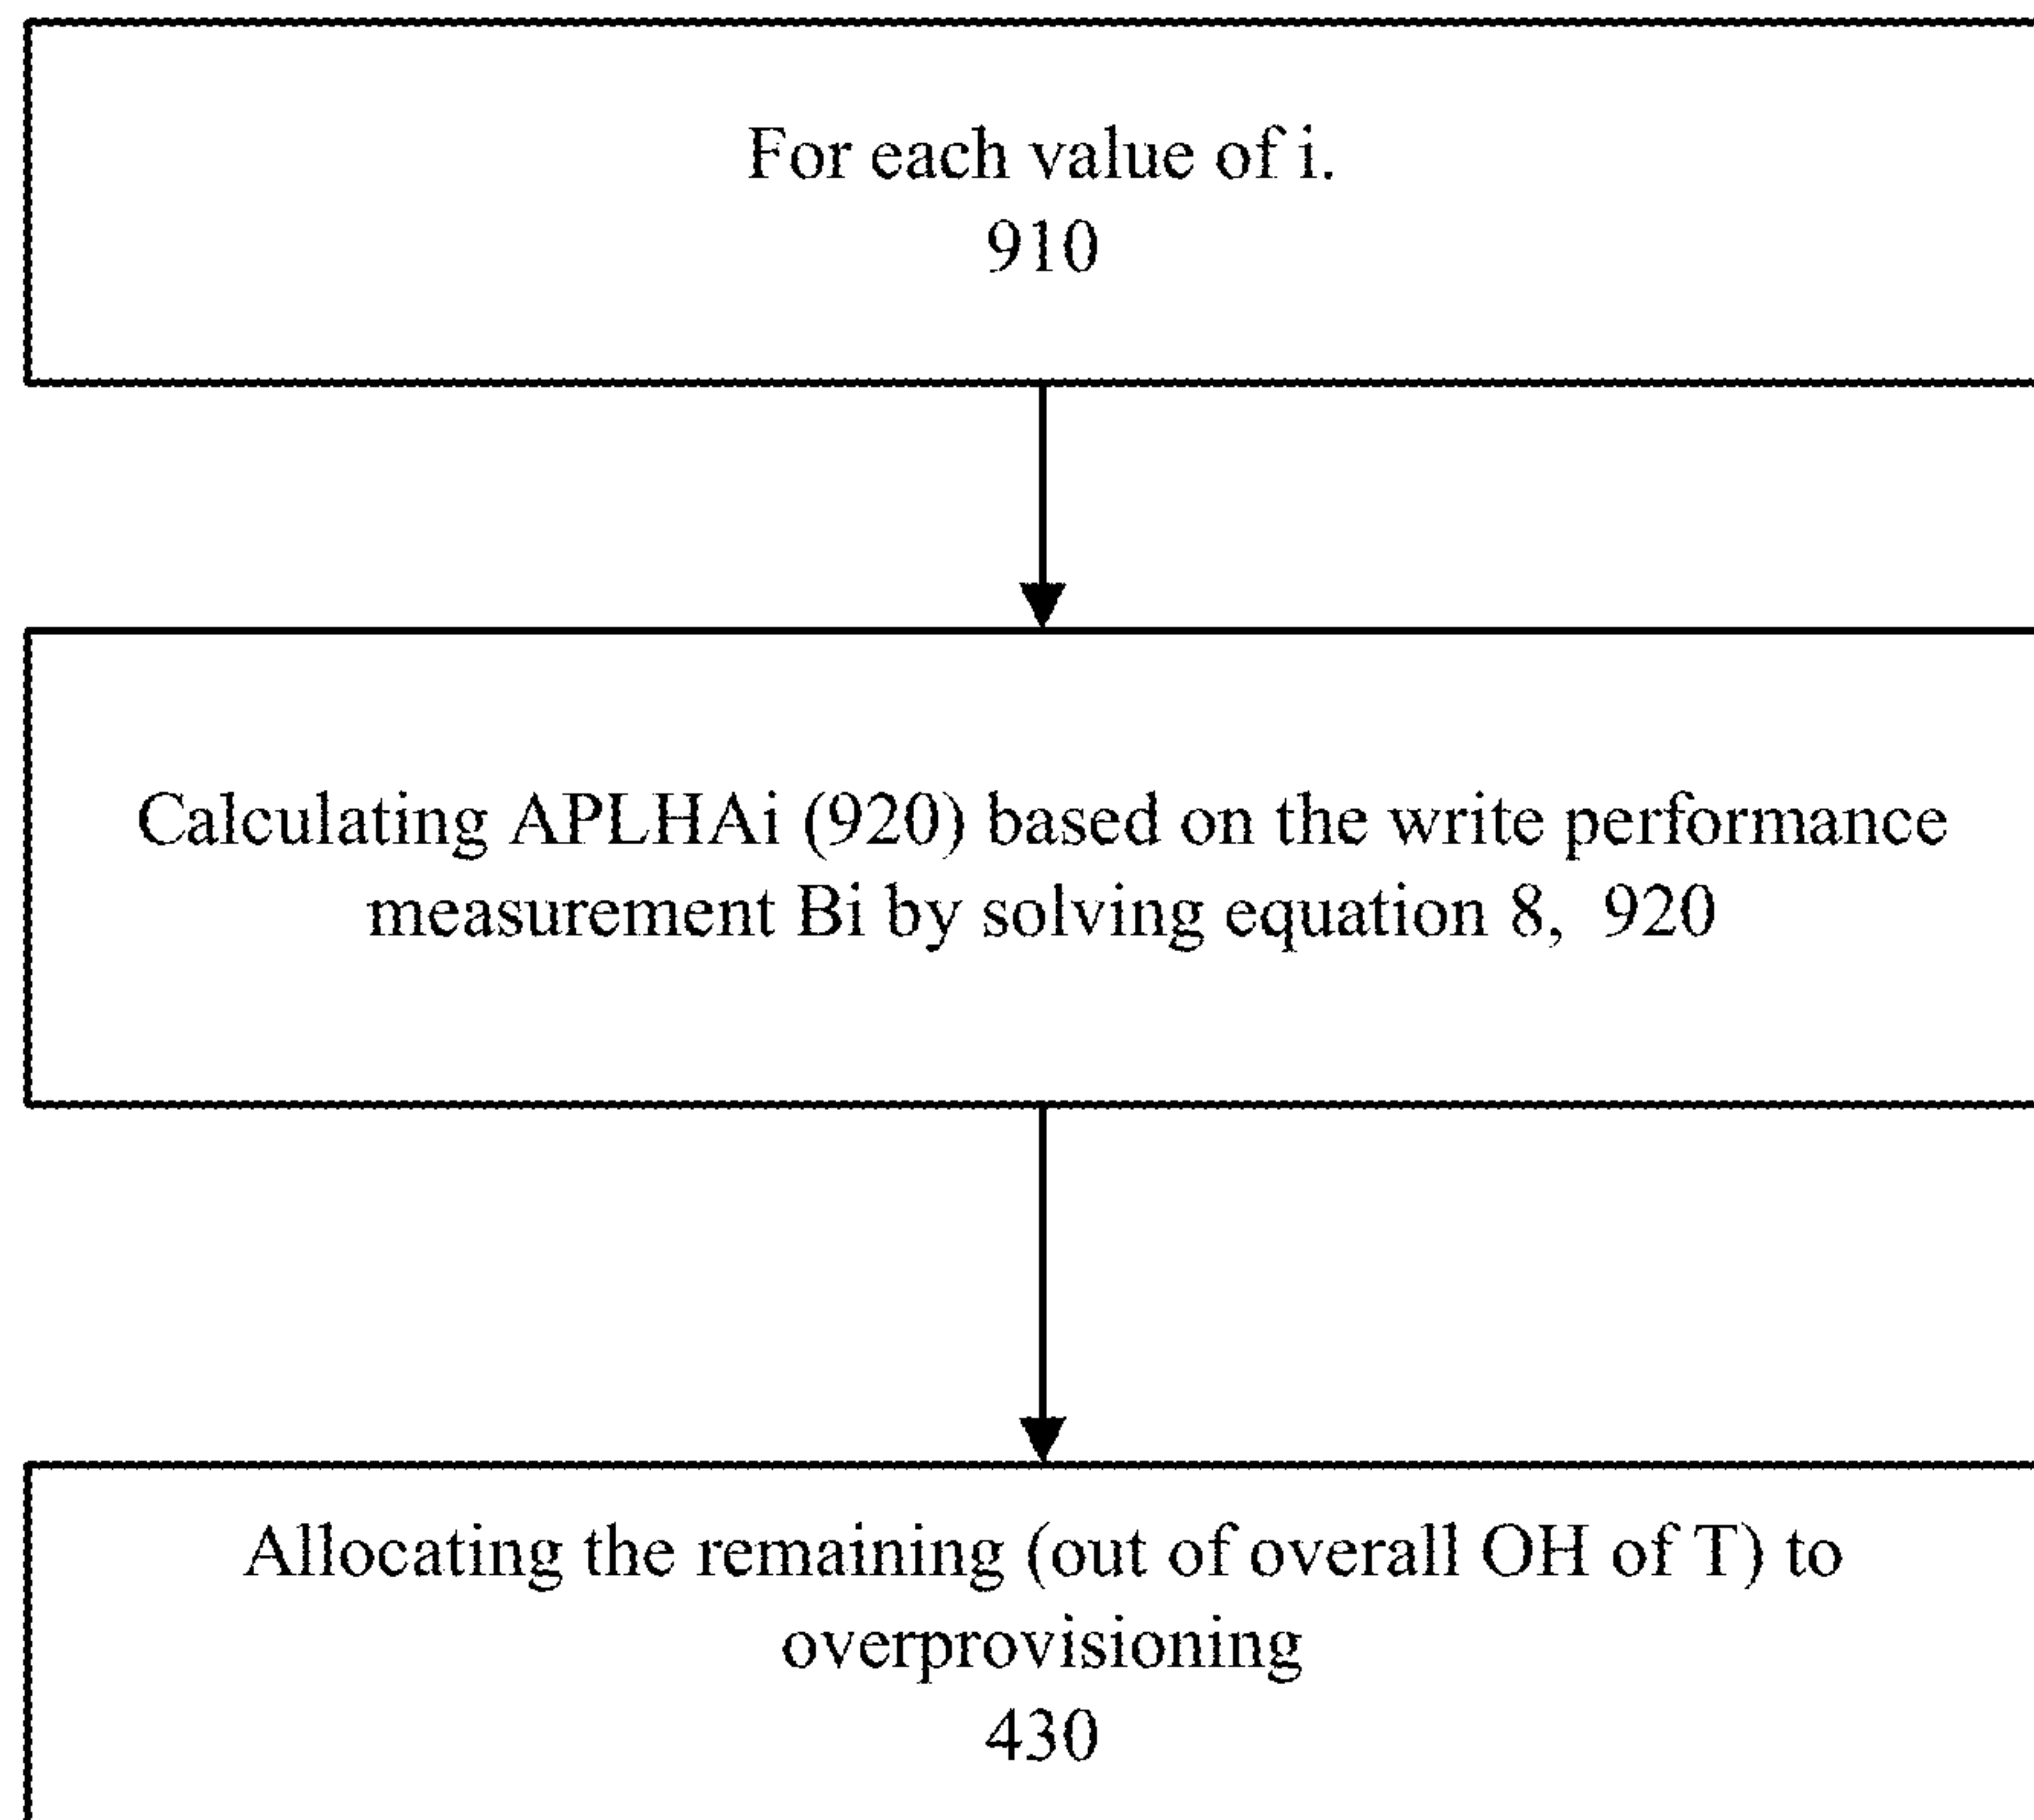 For each value of i.
910
Calculating APLHAi (920) based on the write performance
measurement Bi by solving equation 8, 920
Allocating the remaining (out of overall OH of T) to
overprovisioning
430